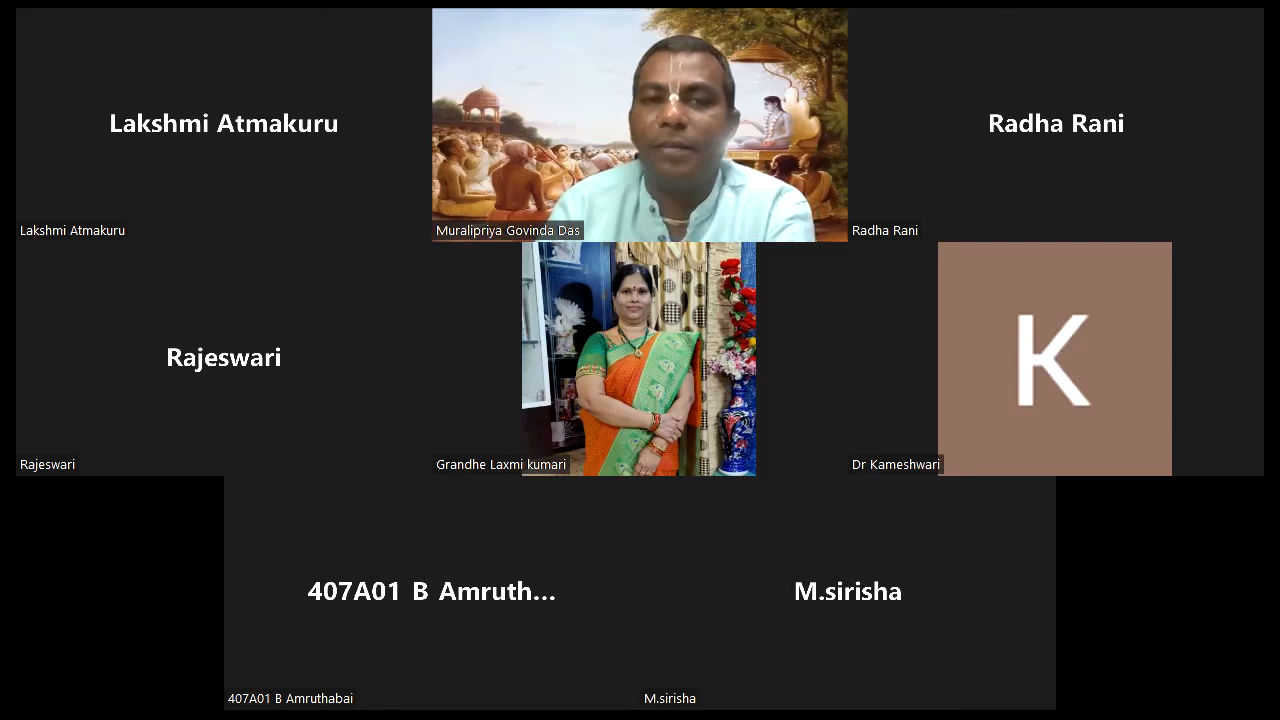 Lakshmi Atmakuru
Lakshmi Atmakuru
Muralipriya Govinda Das
Radha Rani
Radha Rani
Rajeswari
Rajeswari
Grandhe Laxmi kumari
K
Dr Kameshwari
407A01 B Amruth...
407A01 B Amruthabai
M.sirisha
M.sirisha